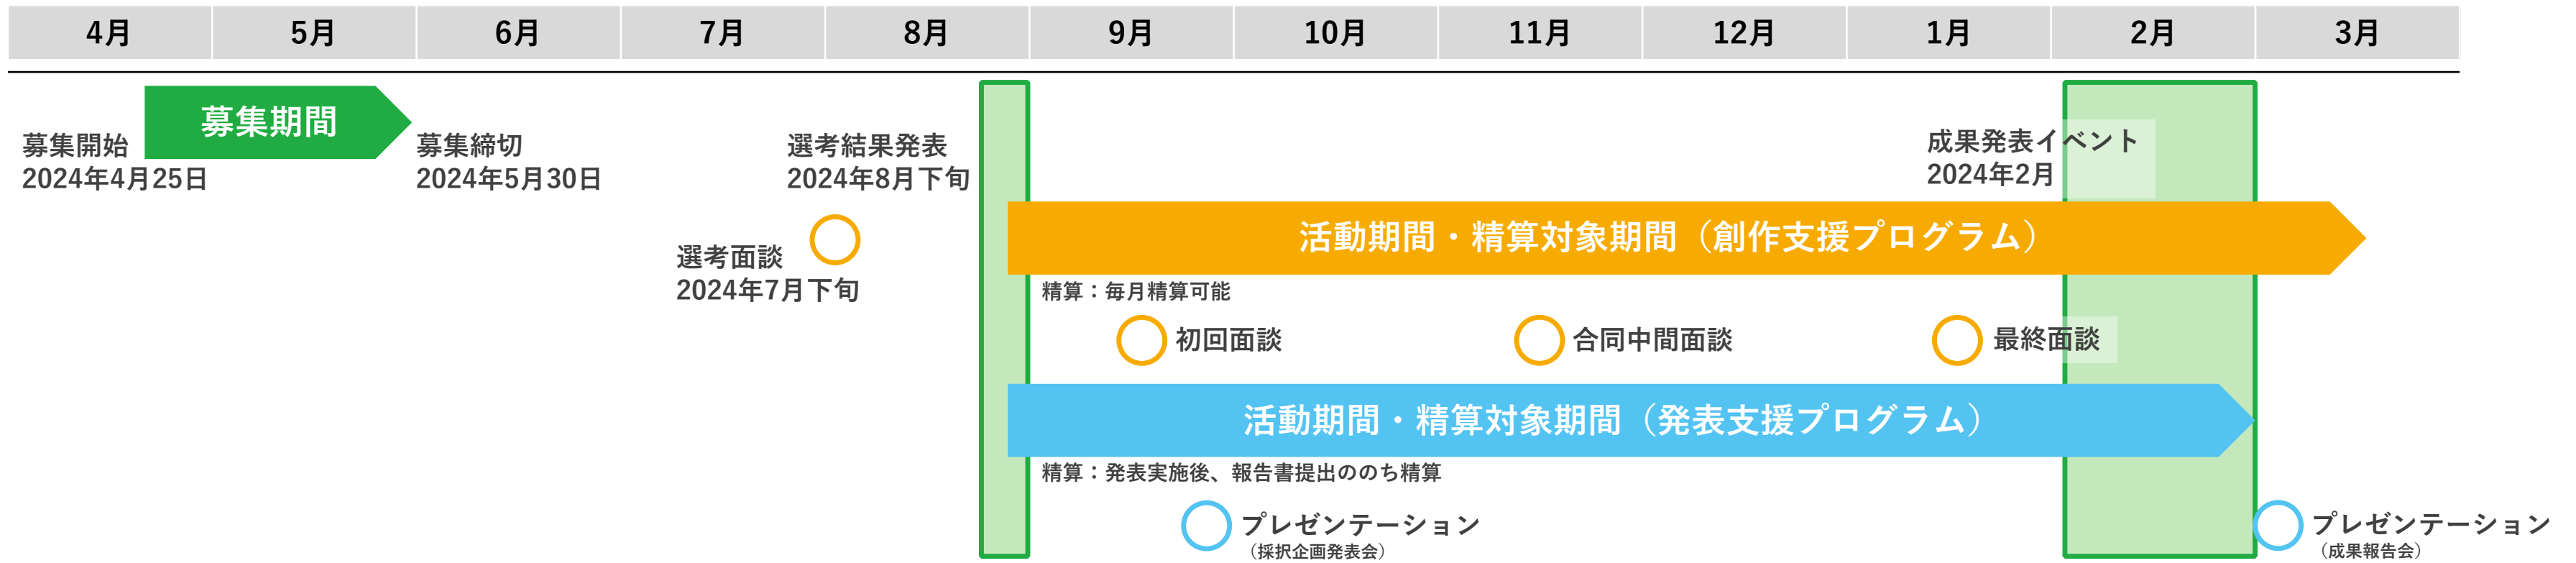 4月 5月 6月 7月 8月 9月 10月 11月 12月 1月 2月 3月
募集期間
募集開始
2024年4月25日
募集締切
2024年5月30日
選考結果発表
2024年8月下旬
成果発表イベント
2024年2月
選考面談
2024年7月下旬
活動期間・精算対象期間（創作支援プログラム）
精算：毎月精算可能
初回面談
合同中間面談
最終面談
活動期間・精算対象期間（発表支援プログラム）
精算：発表実施後、報告書提出ののち精算
プレゼンテーション
（採択企画発表会）
プレゼンテーション
（成果報告会）